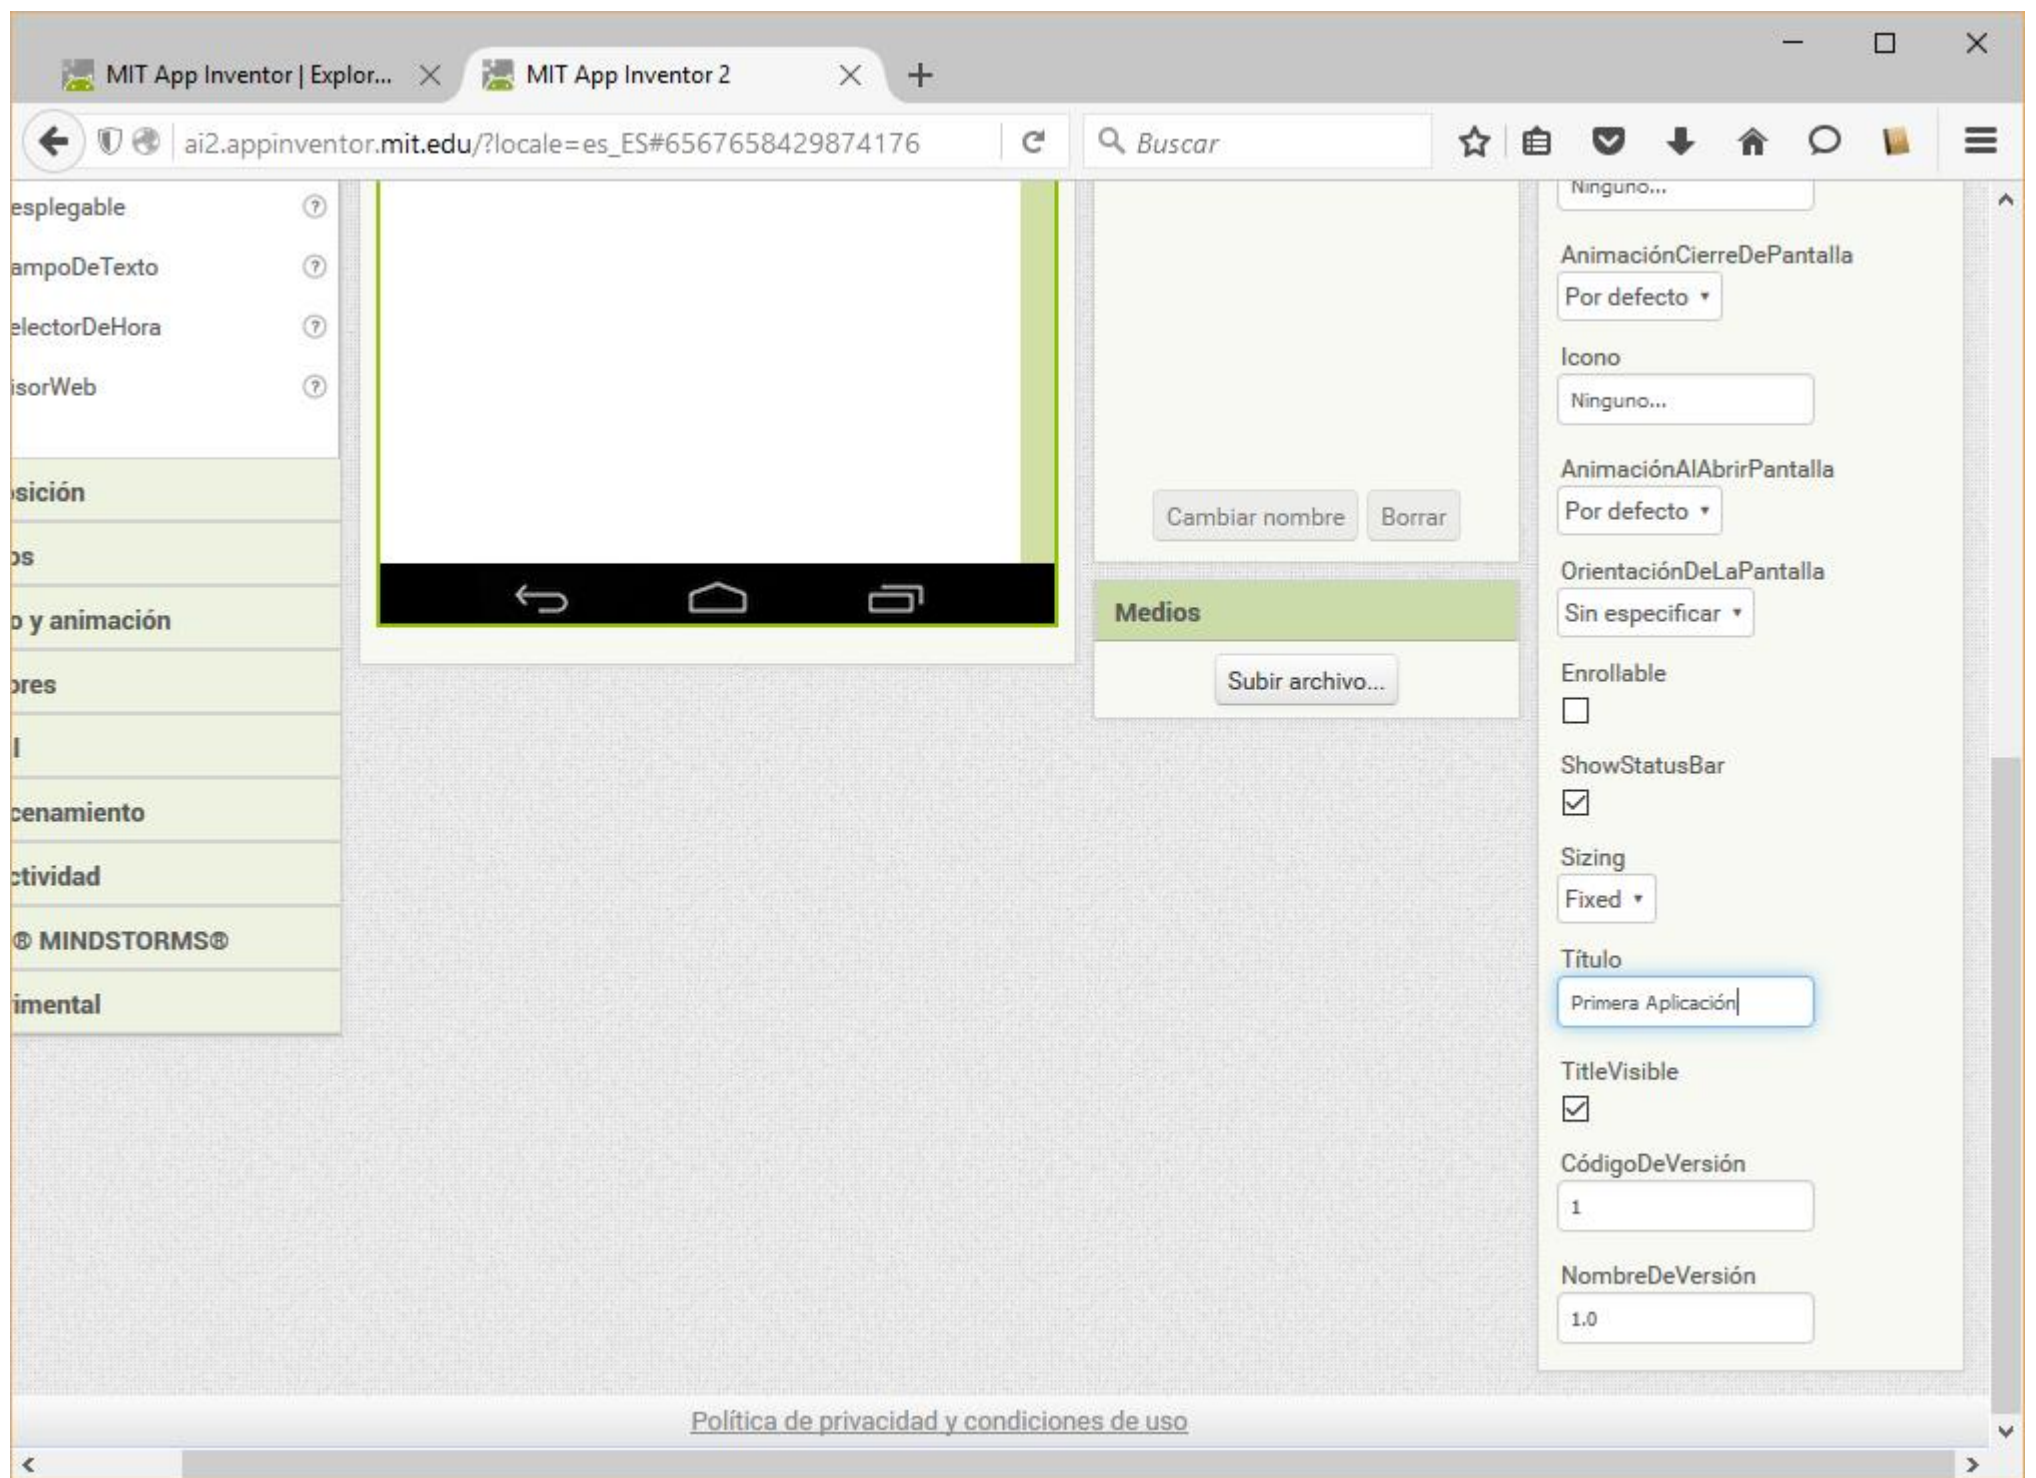 MIT App Inventor | Explor...
MIT App Inventor 2
ai2.appinventor.mit.edu/?locale=es_ES#6567658429874176
Buscar
esplegable
ampoDeTexto
electorDeHora
isorWeb
osición
os
o y animación
ores
l
cenamiento
ctividad
® MINDSTORMS®
rimental
Cambiar nombre
Borrar
Medios
Subir archivo...
Ninguno...
AnimaciónCierreDePantalla
Por defecto
Icono
Ninguno...
AnimaciónAlAbrirPantalla
Por defecto
OrientaciónDeLaPantalla
Sin especificar
Enrollable
ShowStatusBar
Sizing
Fixed
Título
Primera Aplicación
TitleVisible
CódigoDeVersión
1
NombreDeVersión
1.0
Política de privacidad y condiciones de uso